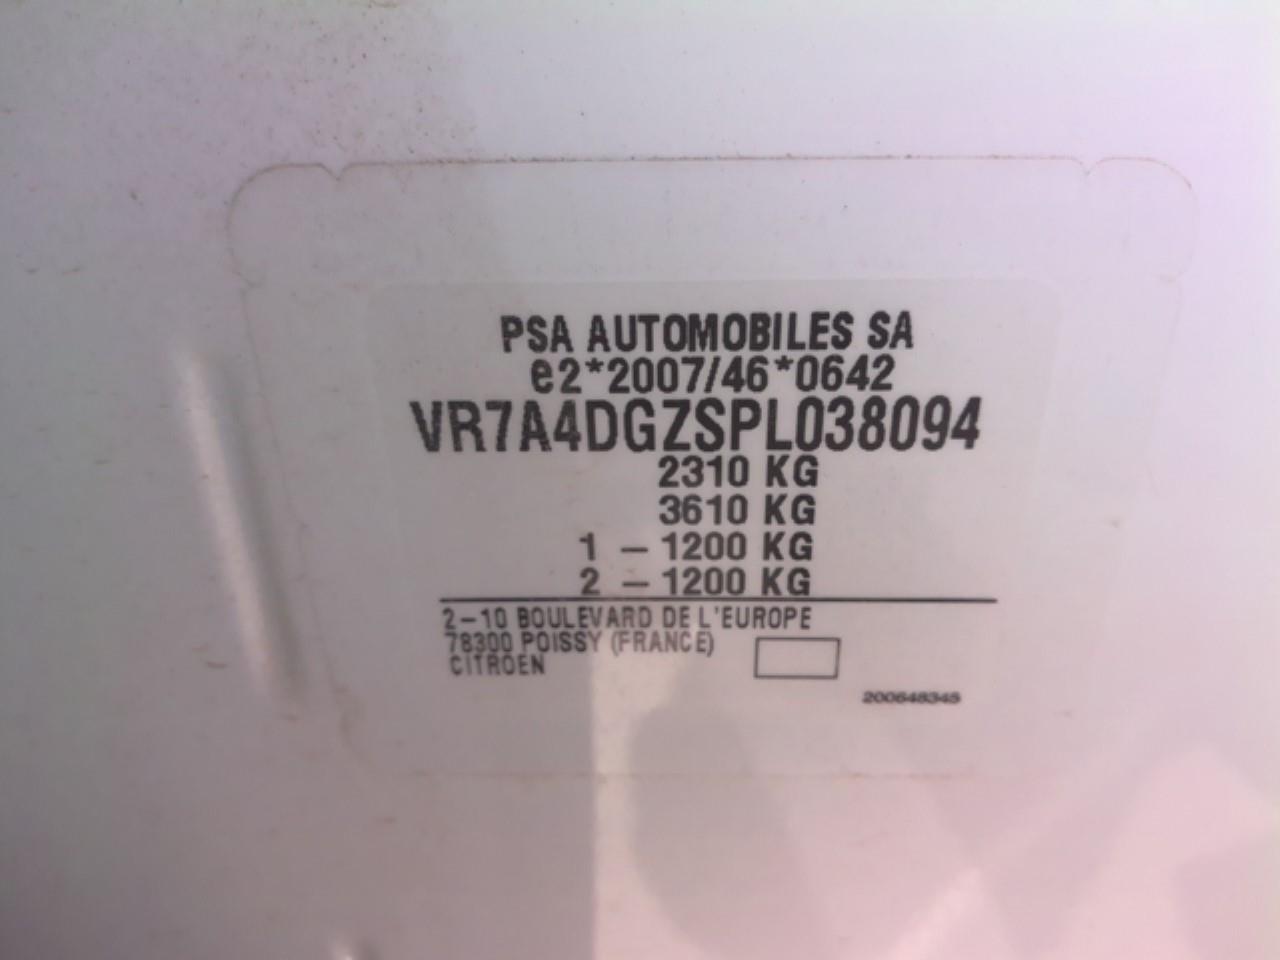 PSA AUTOMOBILES SA
e2*2007/46*0642
VR7A4DGZSPL038094
2310 KG
3610 KG
1 – 1200 KG
2 – 1200 KG
2–10 BOULEVARD DE L'EUROPE
78300 POISSY (FRANCE)
CITROEN
200648345